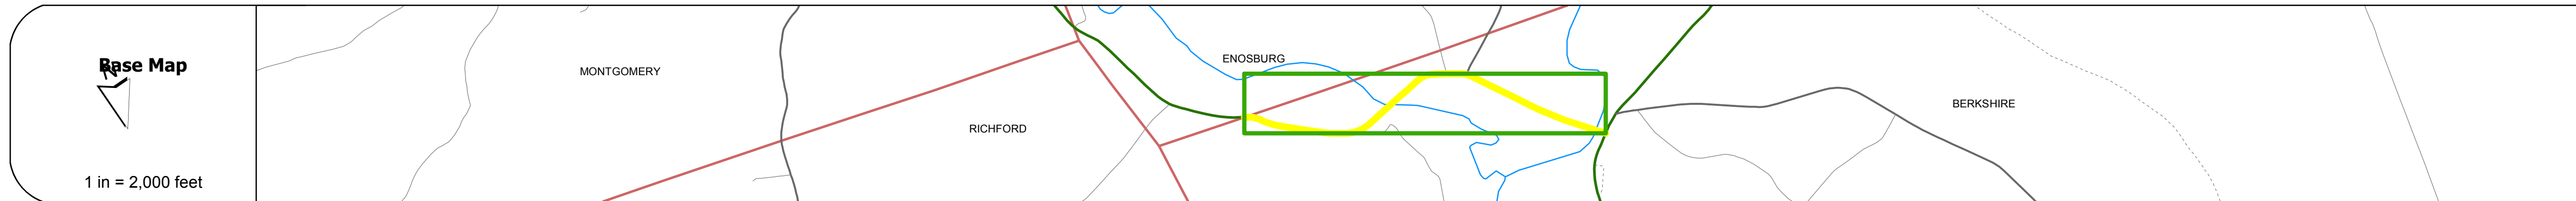 Base Map
N
1 in = 2,000 feet
MONTGOMERY
RICHFORD
ENOSBURG
BERKSHIRE